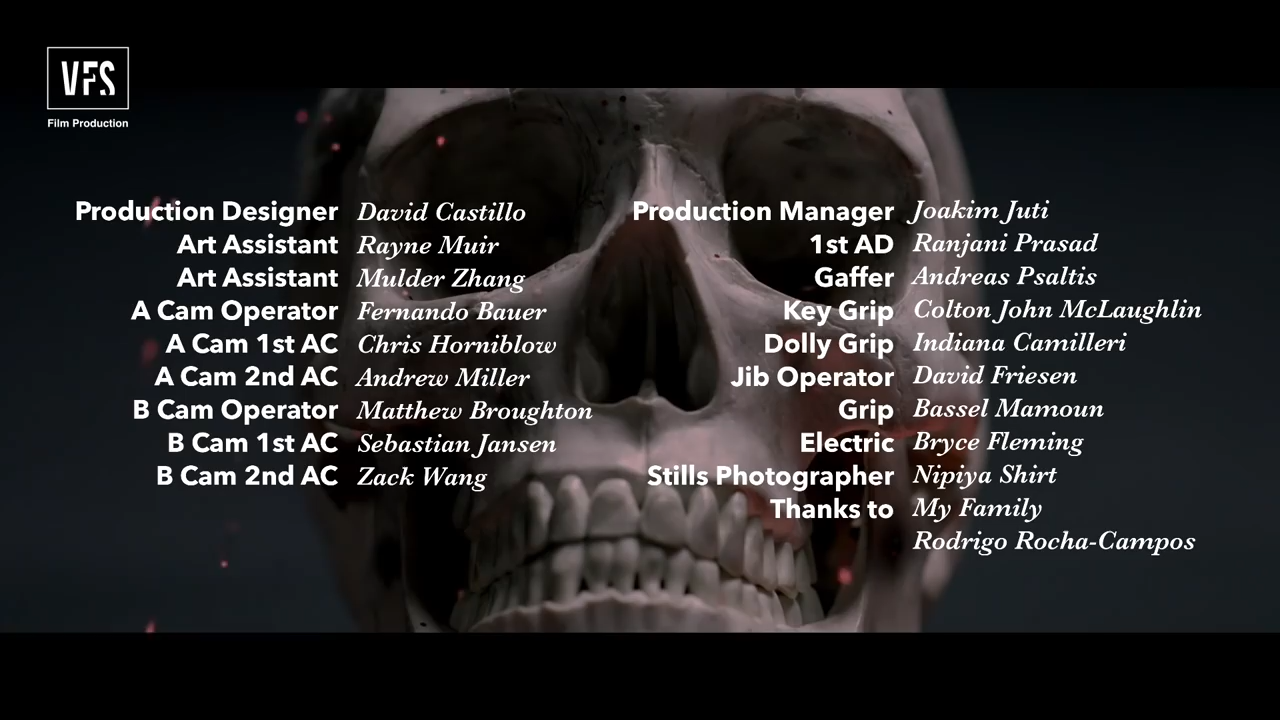 VFS
Film Production
Production Designer David Castillo
Art Assistant Rayne Muir
Art Assistant Mulder Zhang
A Cam Operator Fernando Bauer
A Cam 1st AC Chris Horniblow
A Cam 2nd AC Andrew Miller
B Cam Operator Matthew Broughton
B Cam 1st AC Sebastian Jansen
B Cam 2nd AC Zack Wang
Production Manager Joakim Juti
1st AD Ranjani Prasad
Gaffer Andreas Psaltis
Key Grip Colton John McLaughlin
Dolly Grip Indiana Camilleri
Jib Operator David Friesen
Grip Bassel Mamoun
Electric Bryce Fleming
Stills Photographer Nipiya Shirt
Thanks to My Family
Rodrigo Rocha-Campos